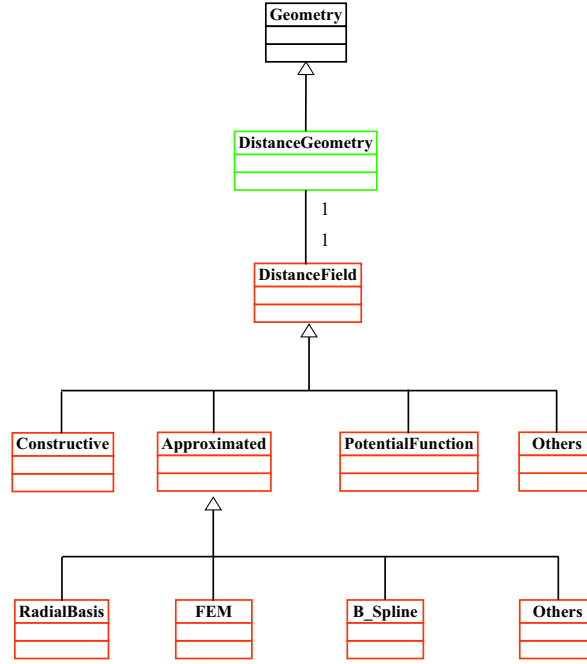 Geometry
DistanceGeometry
1
1
DistanceField
Constructive Approximated PotentialFunction Others
RadialBasis FEM B_Spline Others